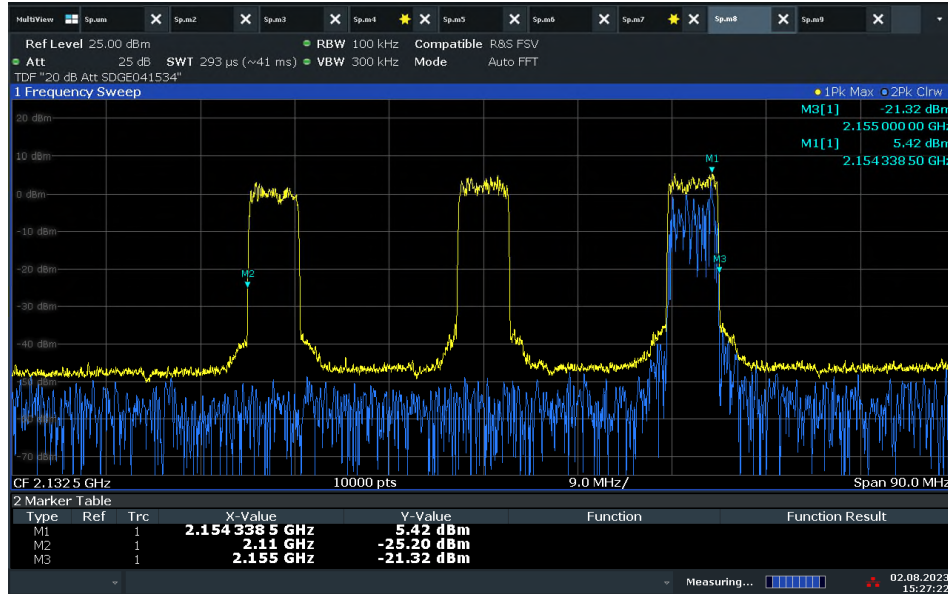 MultiView Sp.um Sp.m2 Sp.m3 Sp.m4 Sp.m5 Sp.m6 Sp.m7 Sp.m8 Sp.m9
Ref Level 25.00 dBm RBW 100 kHz Compatible R&S FSV
Att 25 dB SWT 293 µs (~41 ms) VBW 300 kHz Mode Auto FFT
TDF "20 dB Att SDGE041534"
1 Frequency Sweep 1Pk Max 2Pk Clrw
M3[1] -21.32 dBm
2.155 000 00 GHz
M1[1] 5.42 dBm
2.154 338 50 GHz
20 dBm
10 dBm
M1
0 dBm
-10 dBm
-20 dBm
M2
M3
-30 dBm
-40 dBm
-50 dBm
-70 dBm
CF 2.132 5 GHz 10000 pts 9.0 MHz/ Span 90.0 MHz
2 Marker Table
Type Ref Trc X-Value Y-Value Function Function Result
M1 1 2.154 338 5 GHz 5.42 dBm
M2 1 2.11 GHz -25.20 dBm
M3 1 2.155 GHz -21.32 dBm
Measuring... 02.08.2023
15:27:22